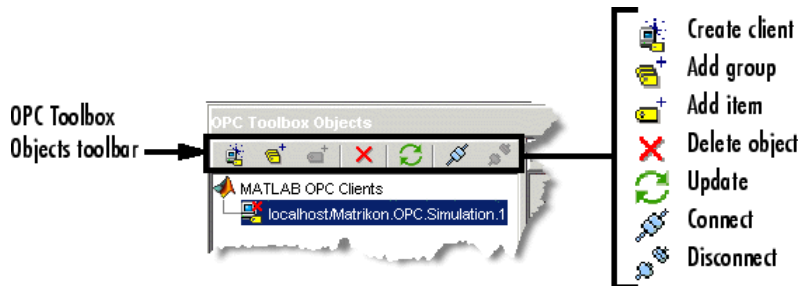 OPC Toolbox
Objects toolbar
OPC Toolbox Objects
MATLAB OPC Clients
localhost/Matrikon.OPC.Simulation.1
Create client
Add group
Add item
Delete object
Update
Connect
Disconnect